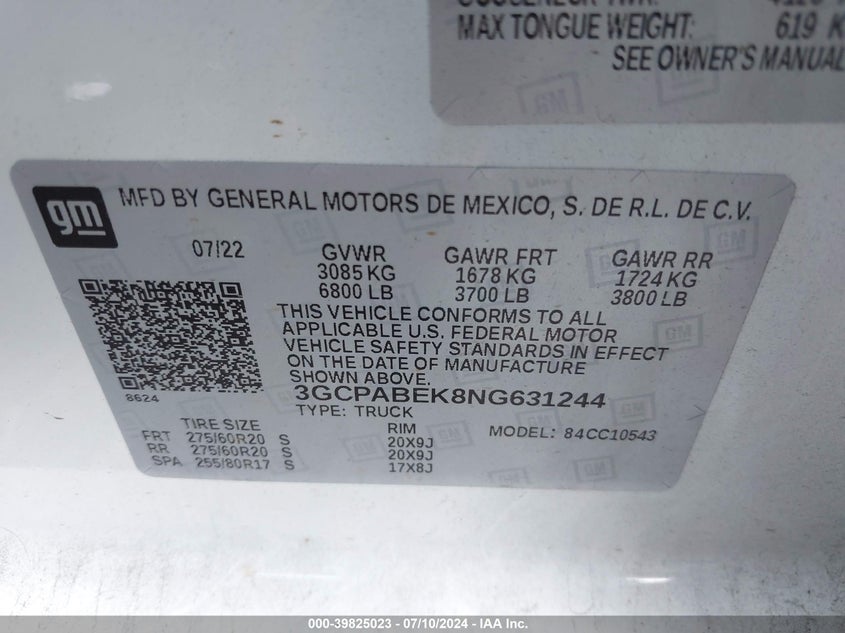 MAX TONGUE WEIGHT: 619 K
SEE OWNER'S MANUAL
gm
MFD BY GENERAL MOTORS DE MEXICO, S. DE R.L. DE C.V.
07/22 GVWR GAWR FRT GAWR RR
3085 KG 1678 KG 1724 KG
6800 LB 3700 LB 3800 LB
THIS VEHICLE CONFORMS TO ALL
APPLICABLE U.S. FEDERAL MOTOR
VEHICLE SAFETY STANDARDS IN EFFECT
ON THE DATE OF MANUFACTURE
SHOWN ABOVE.
8624
3GCPABEK8NG631244
TYPE: TRUCK
TIRE SIZE RIM MODEL: 84CC10543
FRT 275/60R20 S 20X9J
RR 275/60R20 S 20X9J
SPA 255/80R17 S 17X8J
000-39825023 - 07/10/2024 - IAA Inc.